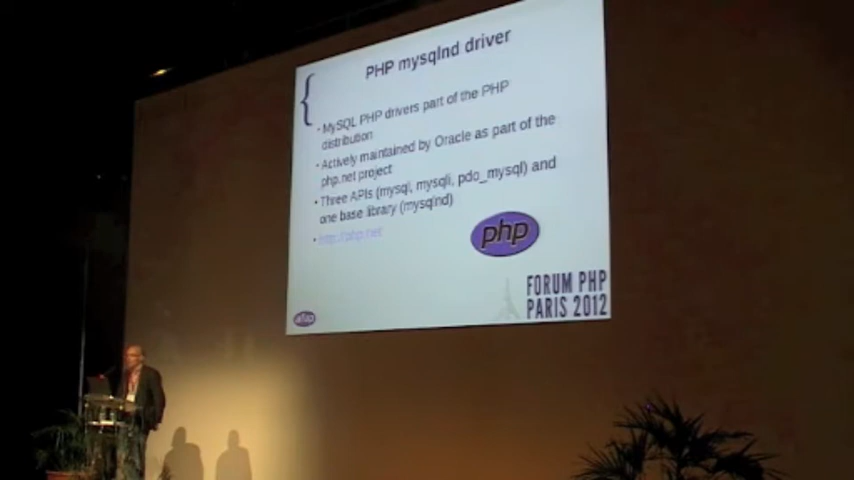 PHP mysqlnd driver
{
• MySQL PHP drivers part of the PHP
distribution
• Actively maintained by Oracle as part of the
php.net project
• Three APIs (mysql, mysqli, pdo_mysql) and
one base library (mysqlnd)
• http://php.net
php
FORUM PHP
PARIS 2012
afup